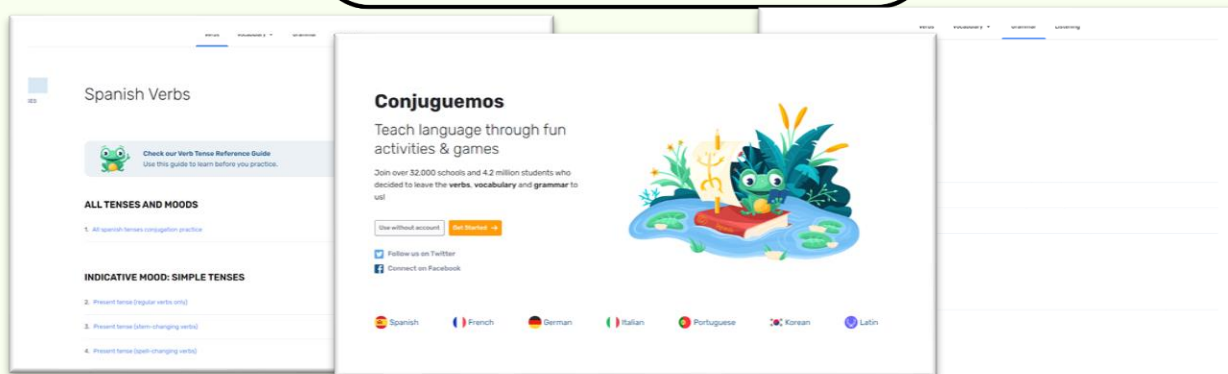 Verbs Vocabulary Grammar
Spanish Verbs
Check our Verb Tense Reference Guide
Use this guide to learn before you practice.
ALL TENSES AND MOODS
1. All spanish tenses conjugation practice
INDICATIVE MOOD: SIMPLE TENSES
2. Present tense (regular verbs only)
3. Present tense (stem-changing verbs)
4. Present tense (spell-changing verbs)
Conjuguemos
Teach language through fun
activities & games
Join over 32,000 schools and 4.2 million students who
decided to leave the verbs, vocabulary and grammar to
us!
Use without account Get Started →
Follow us on Twitter
Connect on Facebook
Spanish French German Italian Portuguese Korean Latin
Verbs Vocabulary Grammar Listening